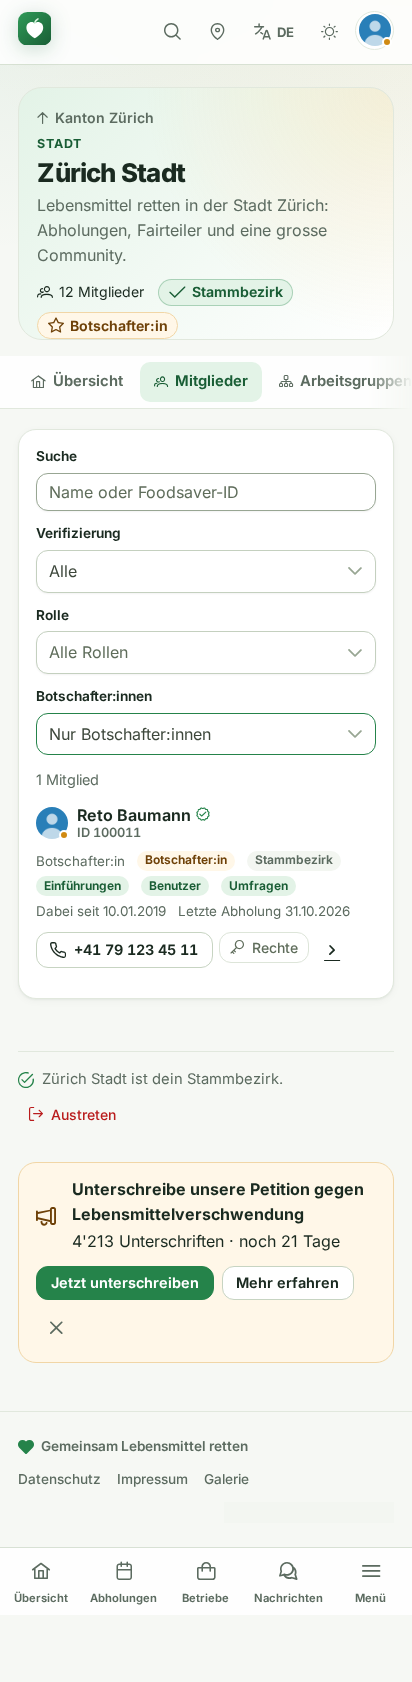 DE
Kanton Zürich
STADT
Zürich Stadt
Lebensmittel retten in der Stadt Zürich:
Abholungen, Fairteiler und eine grosse
Community.
12 Mitglieder Stammbezirk
Botschafter:in
Übersicht Mitglieder Arbeitsgruppen
Suche
Name oder Foodsaver-ID
Verifizierung
Alle
Rolle
Alle Rollen
Botschafter:innen
Nur Botschafter:innen
1 Mitglied
Reto Baumann
ID 100011
Botschafter:in Botschafter:in Stammbezirk
Einführungen Benutzer Umfragen
Dabei seit 10.01.2019 Letzte Abholung 31.10.2026
+41 79 123 45 11 Rechte
Zürich Stadt ist dein Stammbezirk.
Austreten
Unterschreibe unsere Petition gegen
Lebensmittelverschwendung
4'213 Unterschriften · noch 21 Tage
Jetzt unterschreiben Mehr erfahren
Gemeinsam Lebensmittel retten
Datenschutz Impressum Galerie
Übersicht Abholungen Betriebe Nachrichten Menü